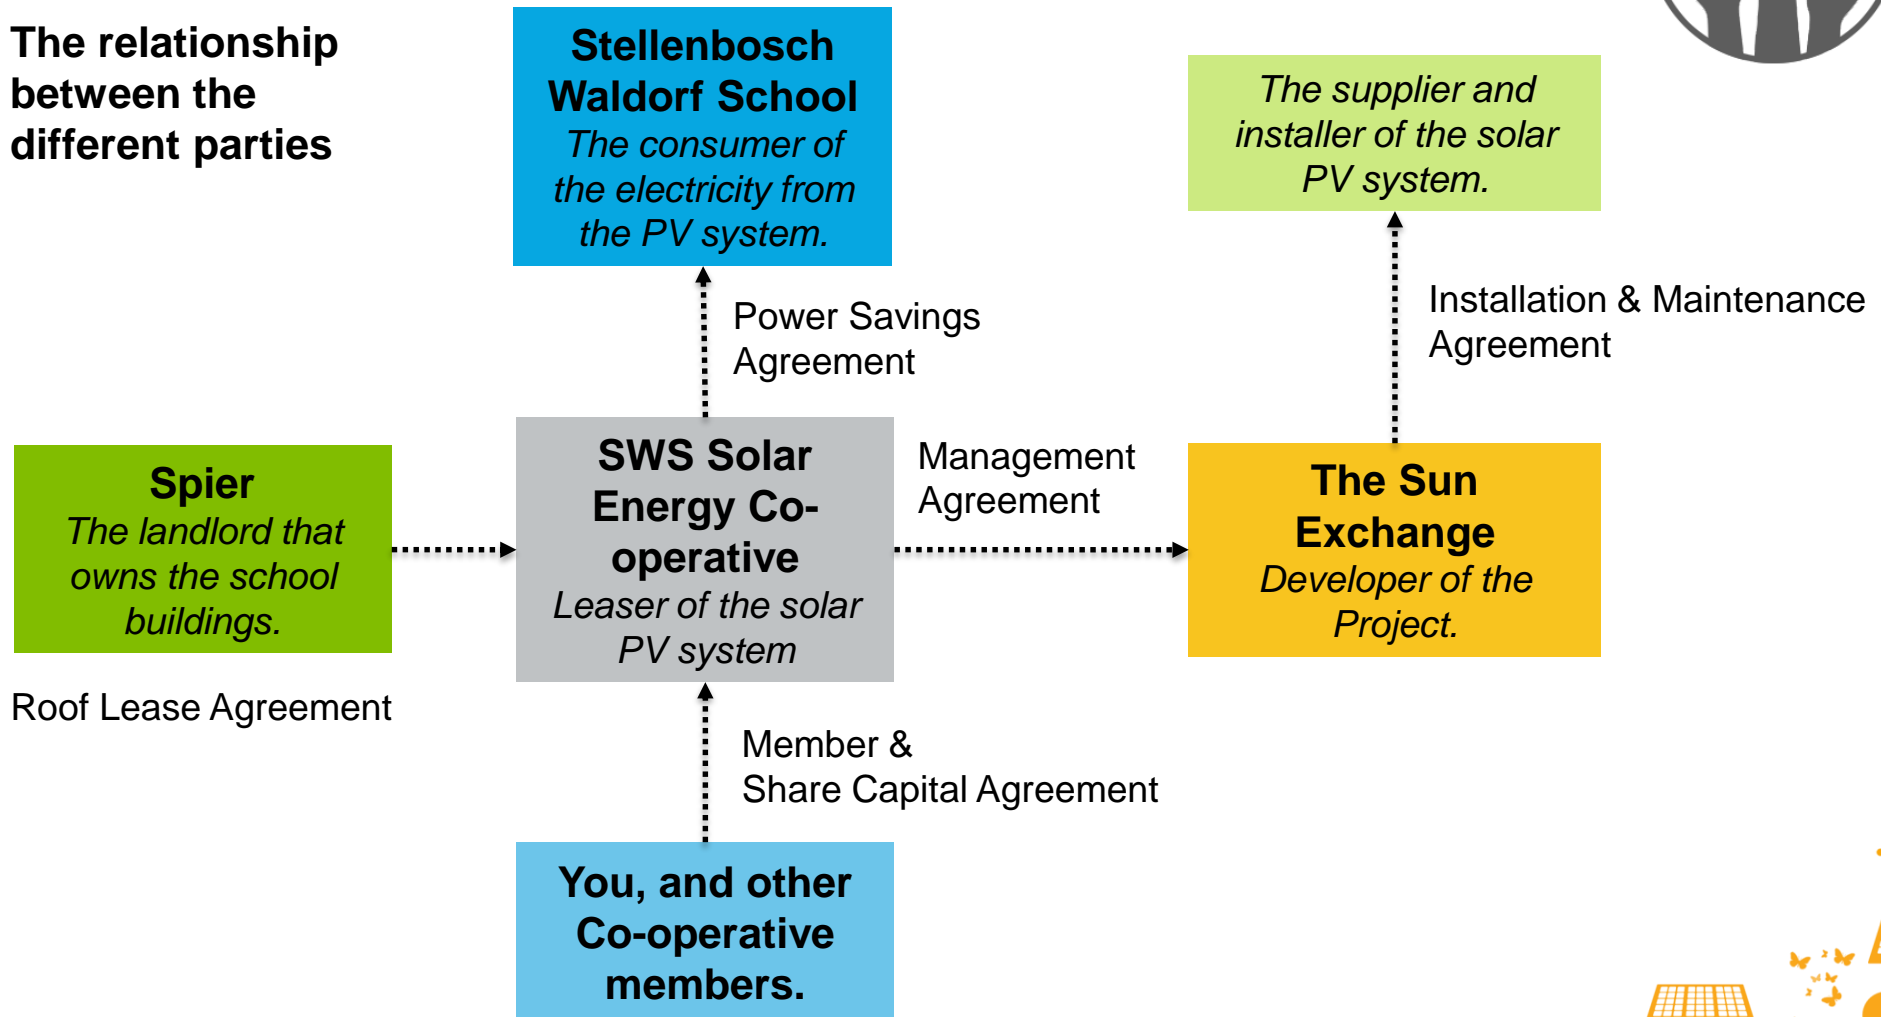 The relationship
between the
different parties
Stellenbosch
Waldorf School
The consumer of
the electricity from
the PV system.
The supplier and
installer of the solar
PV system.
Power Savings
Agreement
Installation & Maintenance
Agreement
Spier
The landlord that
owns the school
buildings.
Roof Lease Agreement
SWS Solar
Energy Co-
operative
Leaser of the solar
PV system
Management
Agreement
The Sun
Exchange
Developer of the
Project.
Member &
Share Capital Agreement
You, and other
Co-operative
members.